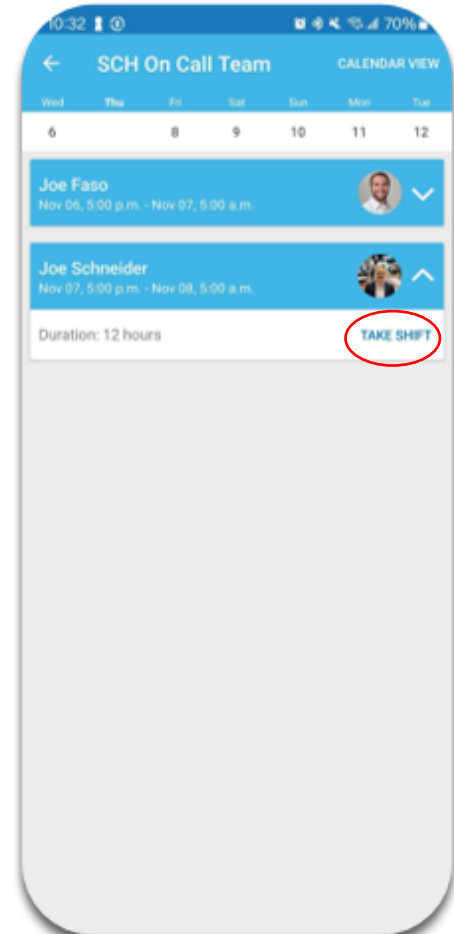 10:32 70%
← SCH On Call Team CALENDAR VIEW
Wed Thu Fri Sat Sun Mon Tue
6 8 9 10 11 12
Joe Faso
Nov 06, 5:00 p.m. - Nov 07, 5:00 a.m.
Joe Schneider
Nov 07, 5:00 p.m. - Nov 08, 5:00 a.m.
Duration: 12 hours TAKE SHIFT